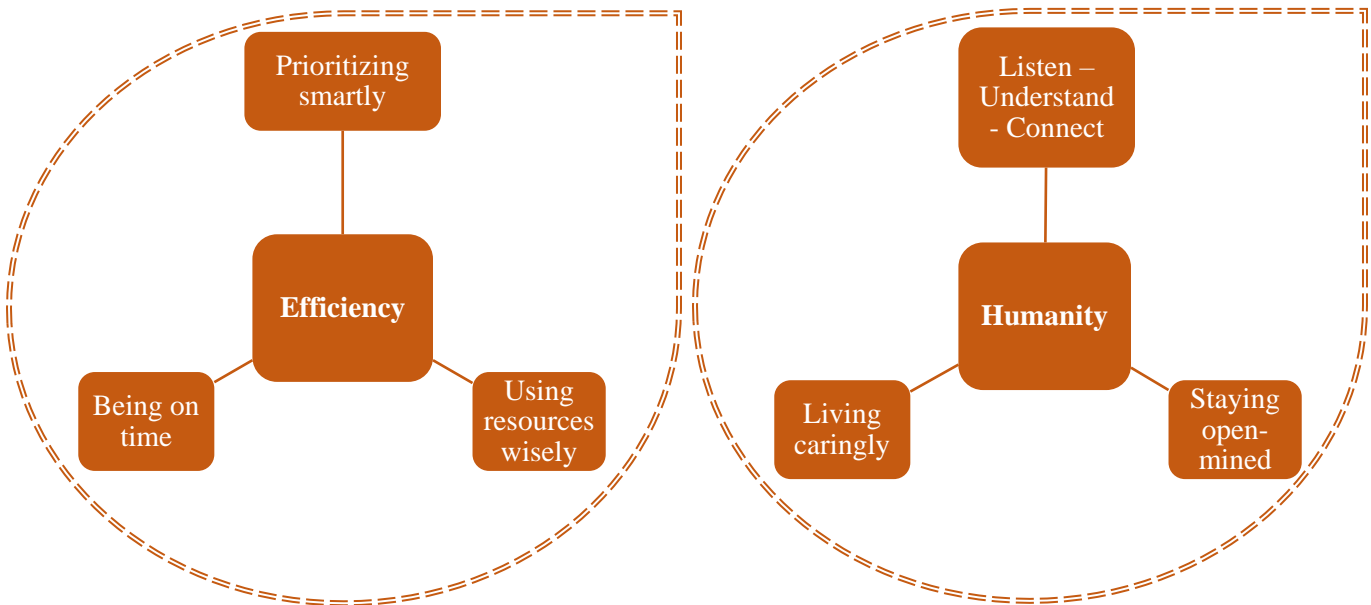 Prioritizing
smartly
Efficiency
Being on
time
Using
resources
wisely
Listen –
Understand
- Connect
Humanity
Living
caringly
Staying
open-
mined